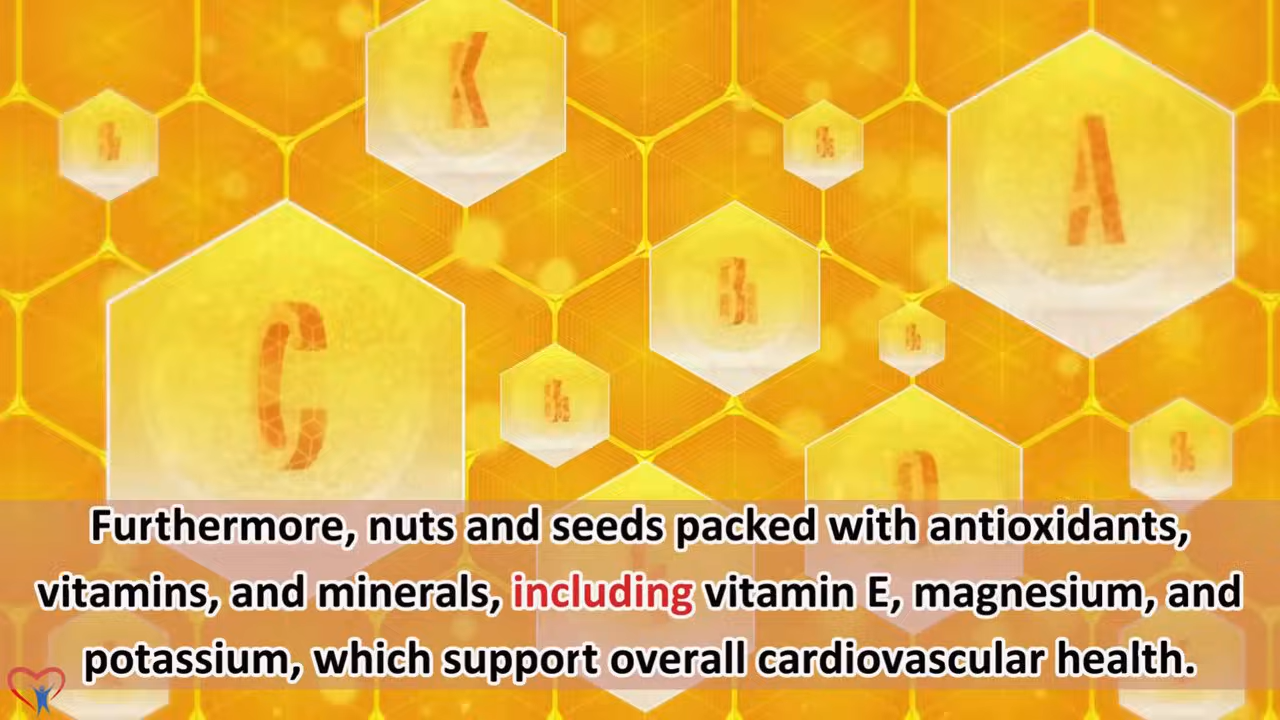 K
A
C
D
Furthermore, nuts and seeds packed with antioxidants,
vitamins, and minerals, including vitamin E, magnesium, and
potassium, which support overall cardiovascular health.